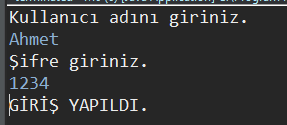 Kullanıcı adını giriniz.
Ahmet
Şifre giriniz.
1234
GİRİŞ YAPILDI.